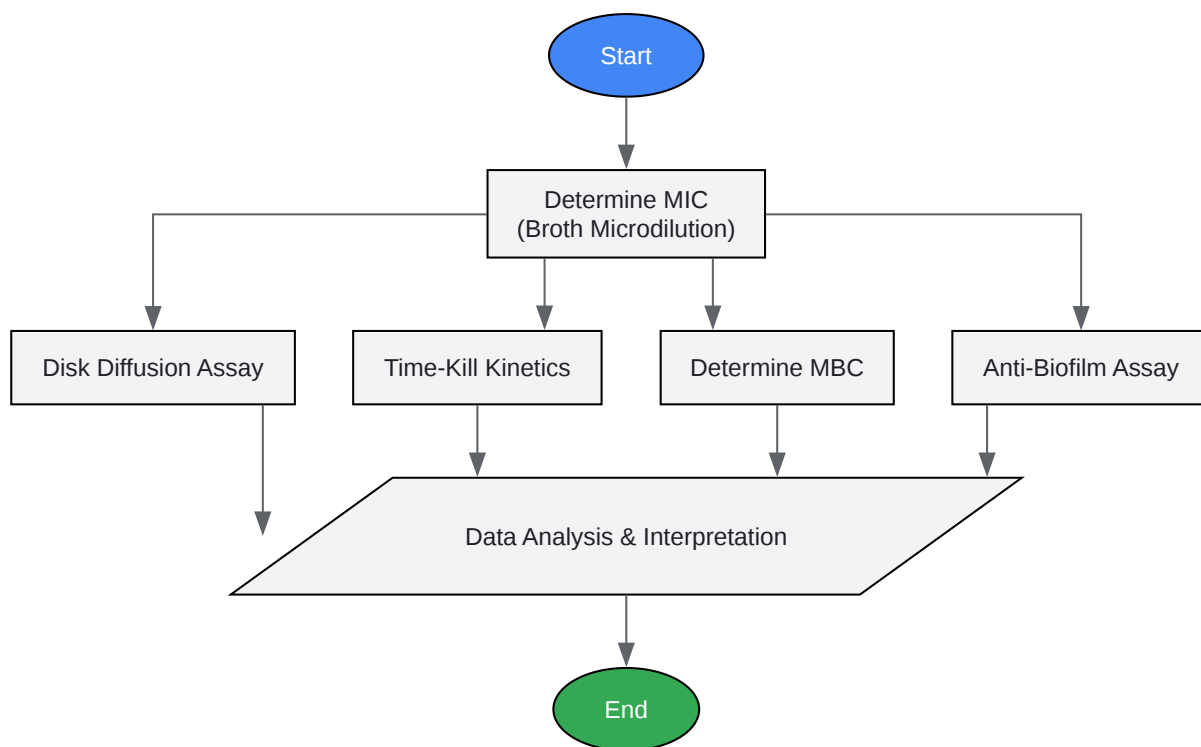 Start
Determine MIC
(Broth Microdilution)
Disk Diffusion Assay
Time-Kill Kinetics
Determine MBC
Anti-Biofilm Assay
Data Analysis & Interpretation
End